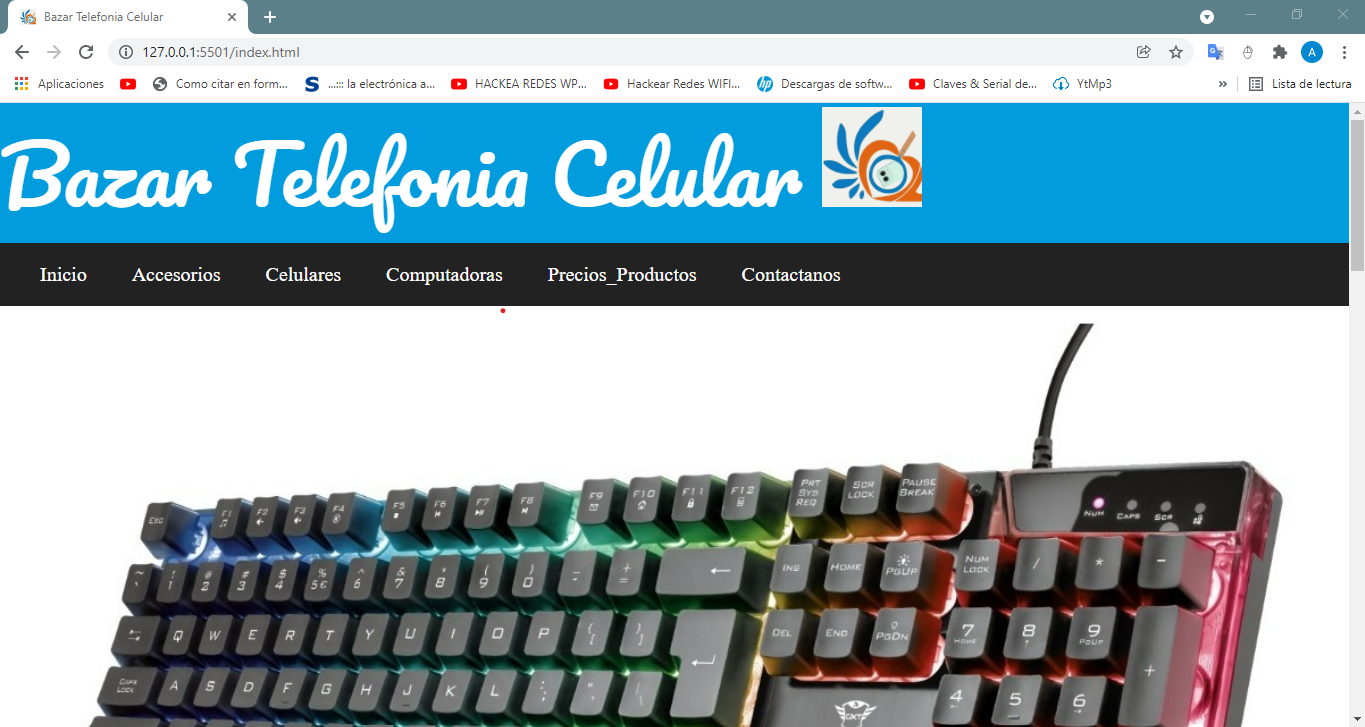 Bazar Telefonia Celular
127.0.0.1:5501/index.html
A
Aplicaciones Como citar en form... S ...::: la electrónica a... HACKEA REDES WP... Hackear Redes WIFI... hp Descargas de softw... Claves & Serial de... YtMp3 » Lista de lectura
Bazar Telefonia Celular
Inicio Accesorios Celulares Computadoras Precios_Productos Contactanos
Esc F1 F2 F3 F4 F5 F6 F7 F8 F9 F10 F11 F12 PRT SYS REQ SCR LOCK PAUSE BREAK
NUM CAPS SCR
~ ` ! 1 @ 2 # 3 $ 4 % 5 € ^ 6 & 7 * 8 ( 9 ) 0 _ - + = ← INS HOME PGUP NUM LOCK / * -
Q W E R T Y U I O P { [ } ] DEL END PGDN 7 HOME 8 ↑ 9 PGUP +
CAPS LOCK A S D F G H J K L : ; " ' | \ 4 ← 5 6 →
GXT